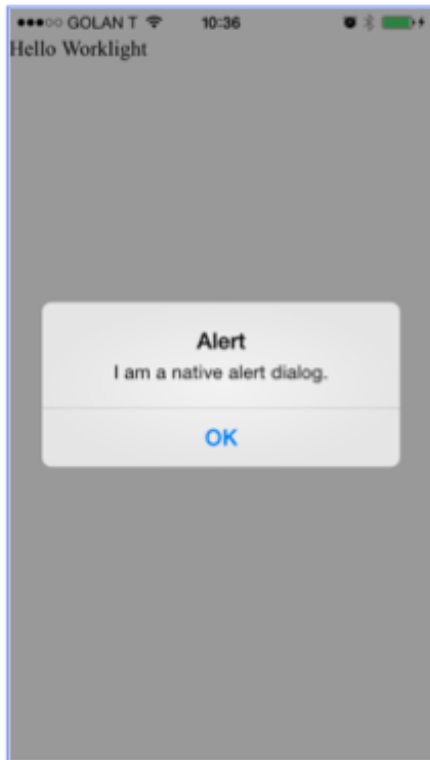 GOLAN T 10:36
Hello Worklight
Alert
I am a native alert dialog.
OK